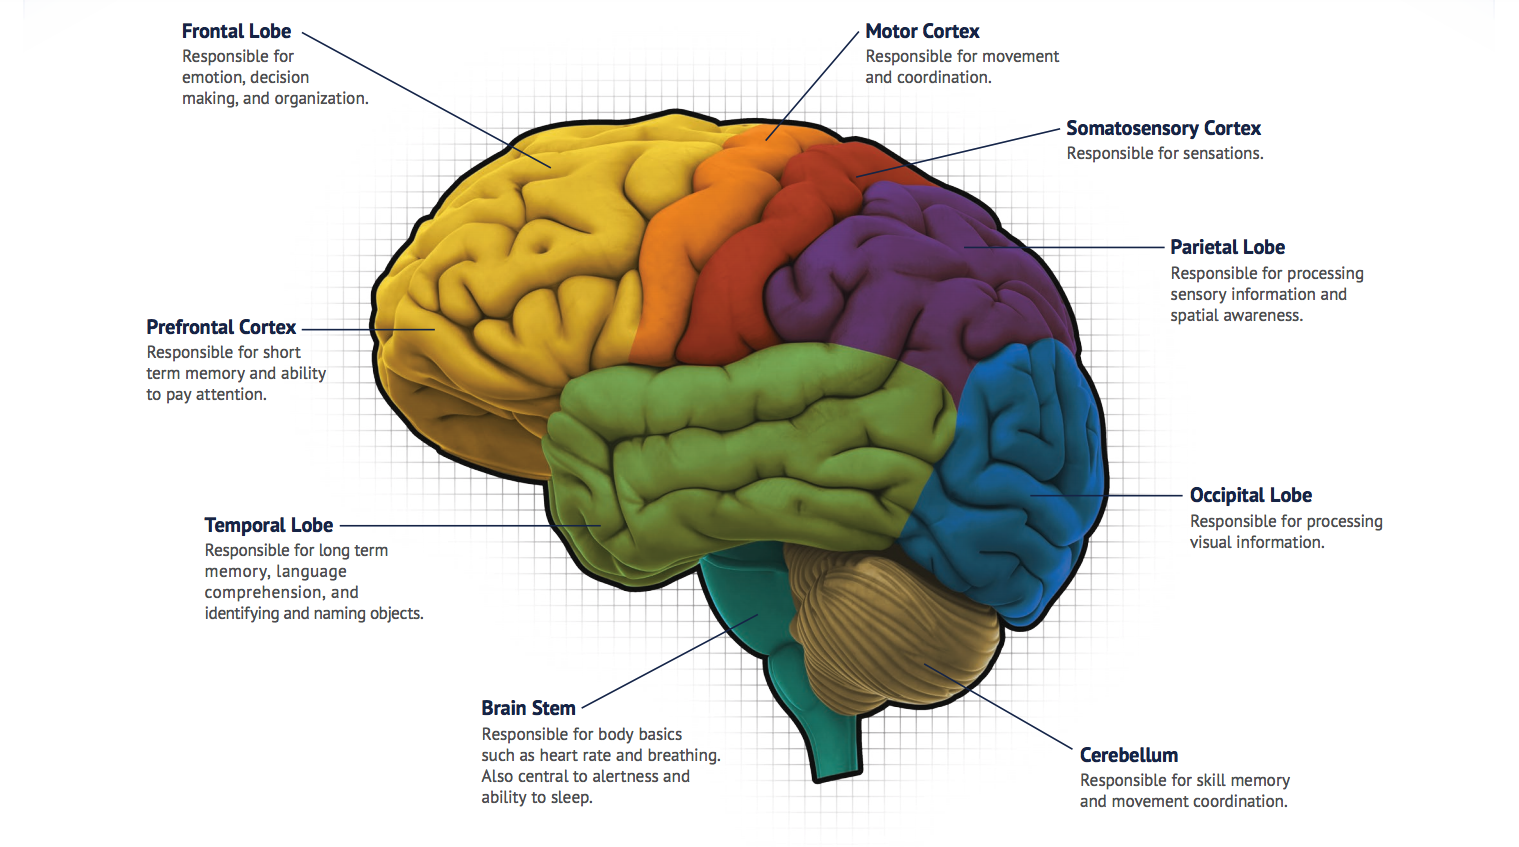 Frontal Lobe
Responsible for
emotion, decision
making, and organization.
Motor Cortex
Responsible for movement
and coordination.
Somatosensory Cortex
Responsible for sensations.
Parietal Lobe
Responsible for processing
sensory information and
spatial awareness.
Prefrontal Cortex
Responsible for short
term memory and ability
to pay attention.
Occipital Lobe
Responsible for processing
visual information.
Temporal Lobe
Responsible for long term
memory, language
comprehension, and
identifying and naming objects.
Brain Stem
Responsible for body basics
such as heart rate and breathing.
Also central to alertness and
ability to sleep.
Cerebellum
Responsible for skill memory
and movement coordination.